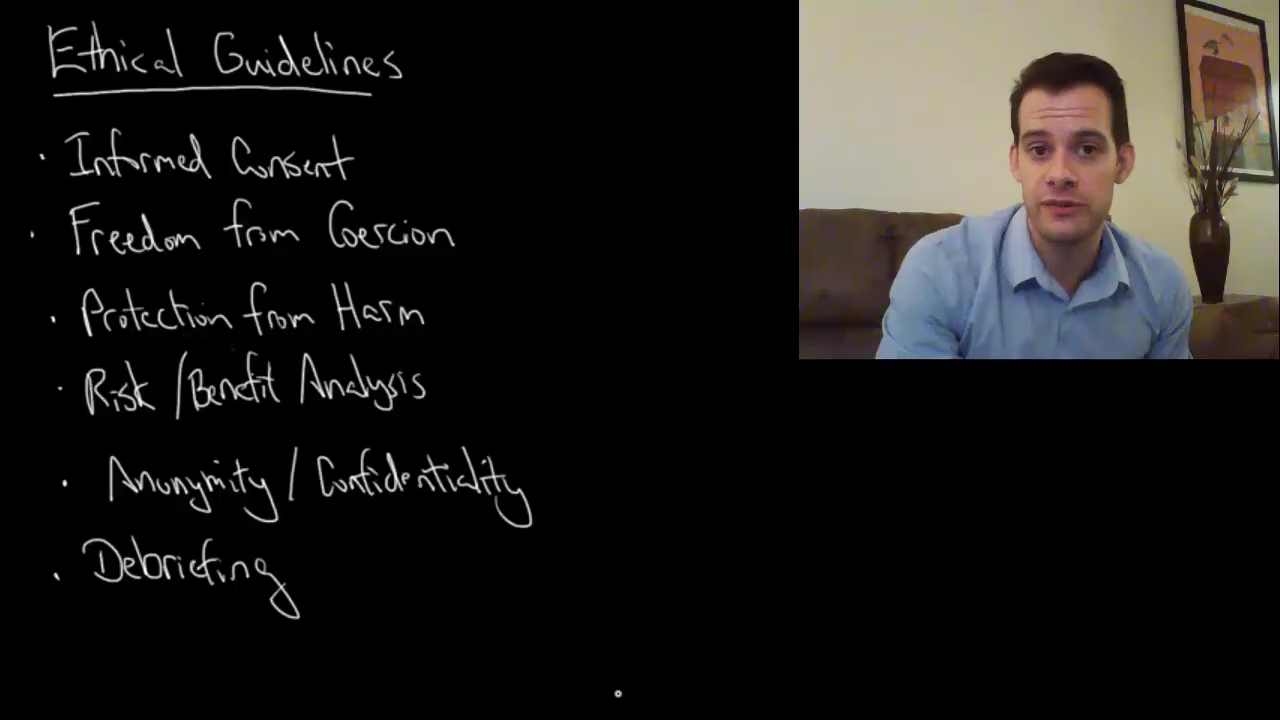 Ethical Guidelines
· Informed Consent
· Freedom from Coercion
· Protection from Harm
· Risk / Benefit Analysis
· Anonymity / Confidentiality
· Debriefing